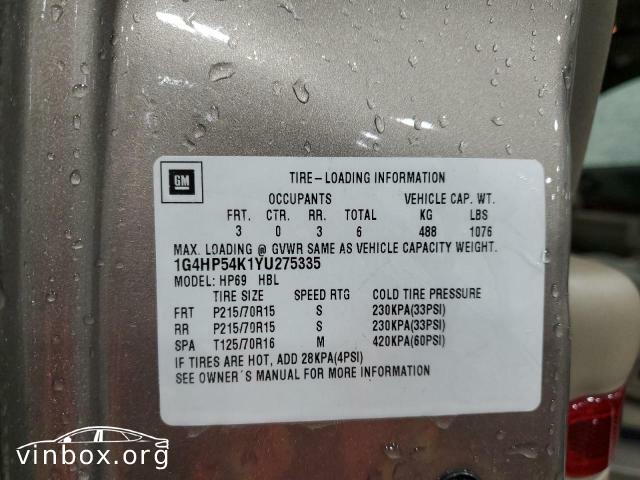 GM
TIRE-LOADING INFORMATION
OCCUPANTS VEHICLE CAP. WT.
FRT. CTR. RR. TOTAL KG LBS
3 0 3 6 488 1076
MAX. LOADING @ GVWR SAME AS VEHICLE CAPACITY WEIGHT.
1G4HP54K1YU275335
MODEL: HP69 HBL
TIRE SIZE SPEED RTG COLD TIRE PRESSURE
FRT P215/70R15 S 230KPA(33PSI)
RR P215/70R15 S 230KPA(33PSI)
SPA T125/70R16 M 420KPA(60PSI)
IF TIRES ARE HOT, ADD 28KPA(4PSI)
SEE OWNER'S MANUAL FOR MORE INFORMATION
vinbox.org